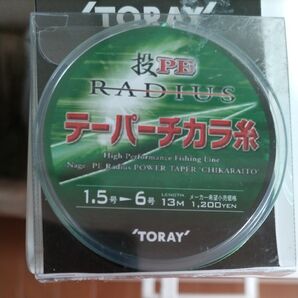 'TORAY'
投PE
RADIUS
テーパーチカラ糸
High Performance Fishing Line
Nage PE Radius POWER TAPER "CHIKARAITO"
1.5号 6号
LENGTH
13M
メーカー希望小売価格
1,200YEN
'TORAY'